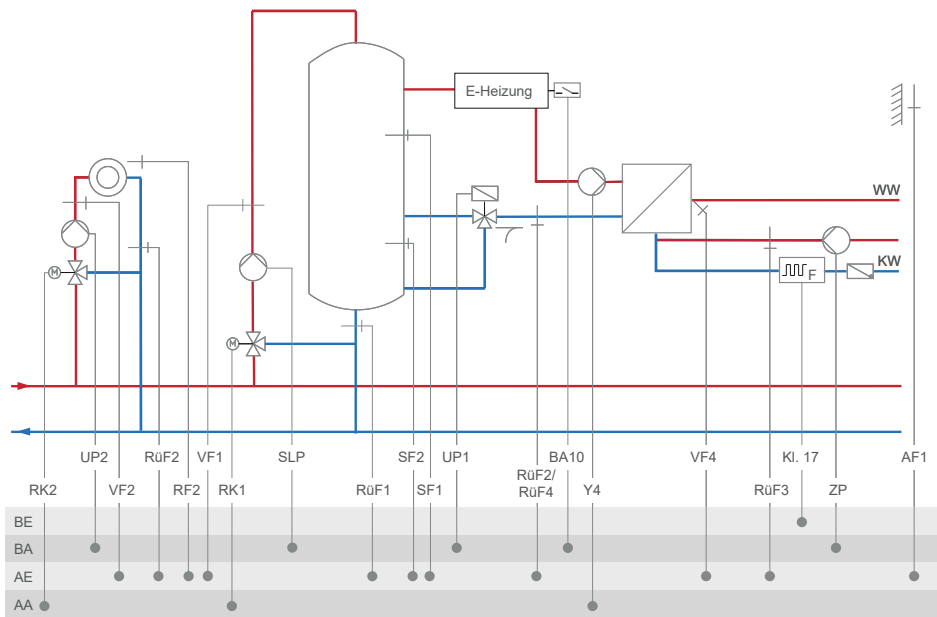 E-Heizung
WW
KW
F
M
M
UP2
RüF2
VF1
SLP
SF2
UP1
BA10
VF4
Kl. 17
AF1
RüF2/
RüF4
RK2
VF2
RF2
RK1
RüF1
SF1
Y4
RüF3
ZP
BE
BA
AE
AA